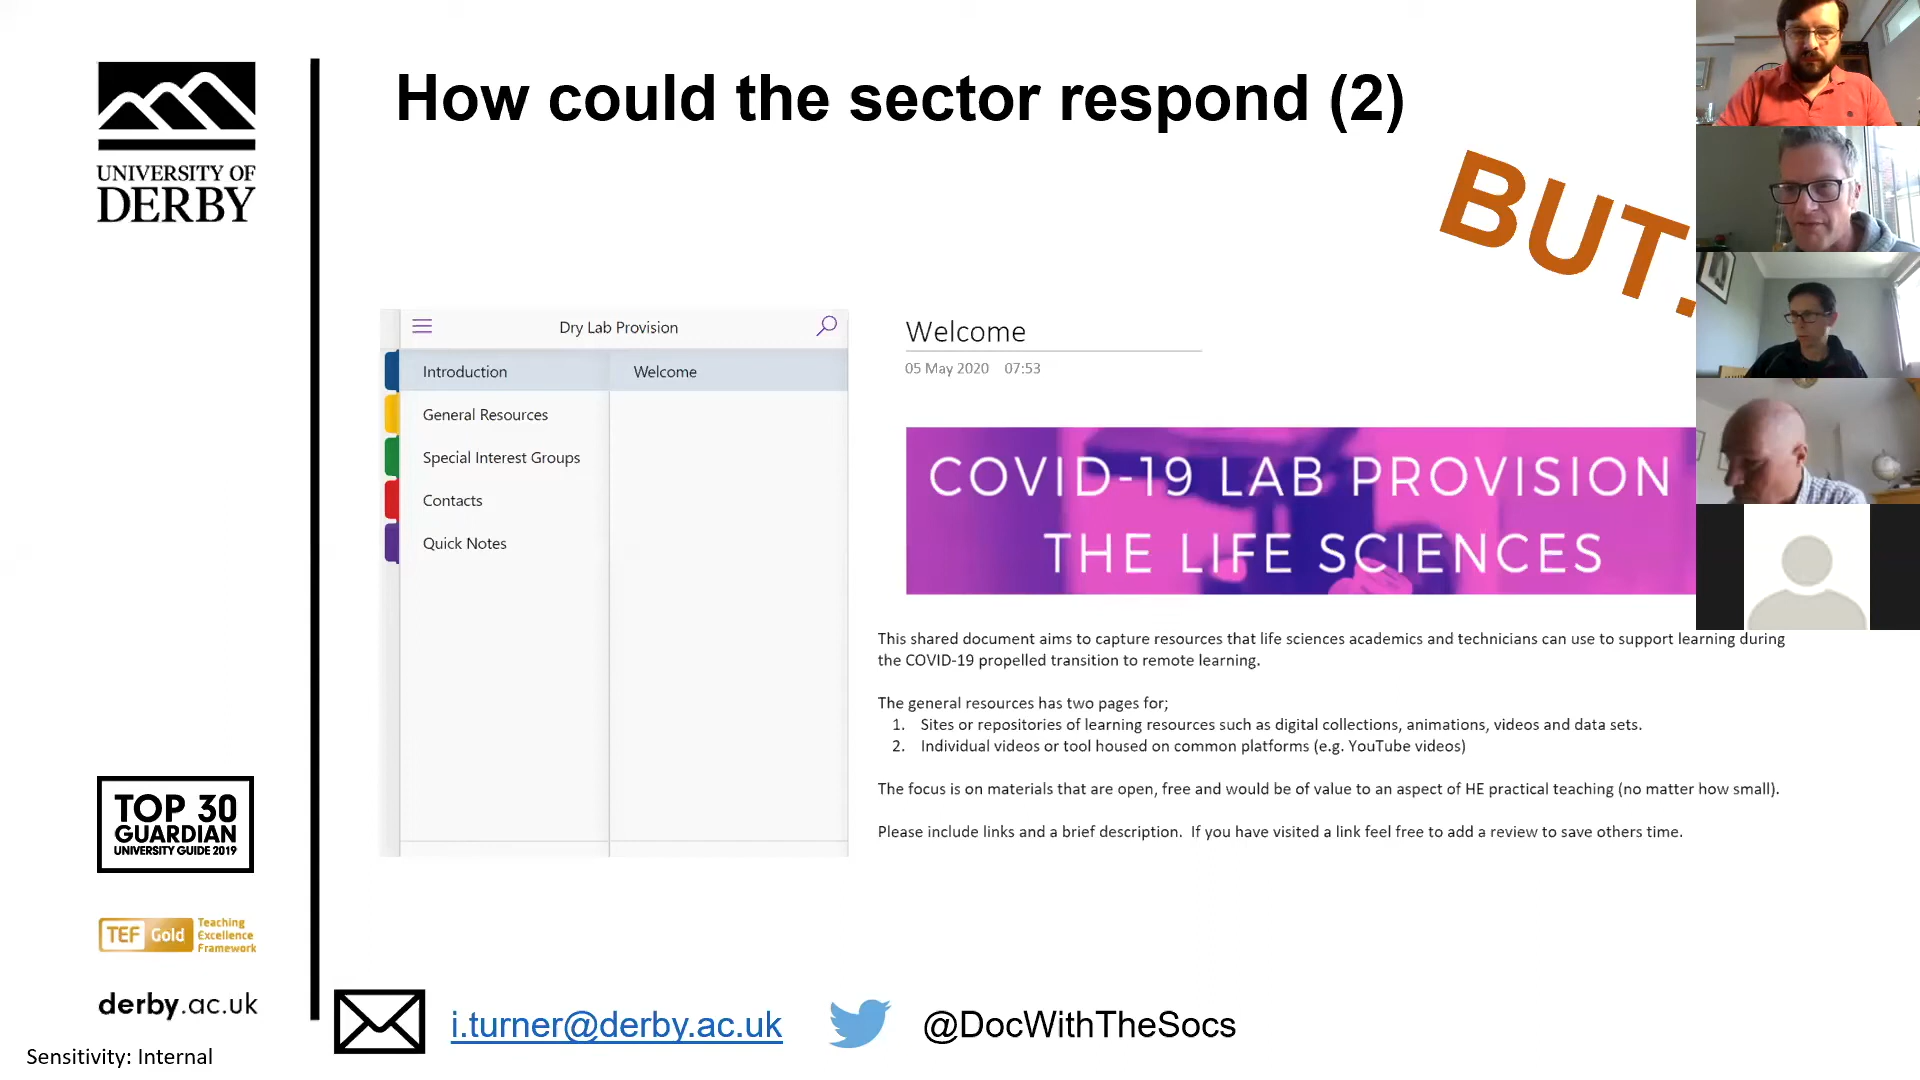 How could the sector respond (2)
BUT.
UNIVERSITY OF
DERBY
Dry Lab Provision
Introduction
Welcome
General Resources
Special Interest Groups
Contacts
Quick Notes
Welcome
05 May 2020 07:53
COVID-19 LAB PROVISION
THE LIFE SCIENCES
This shared document aims to capture resources that life sciences academics and technicians can use to support learning during
the COVID-19 propelled transition to remote learning.
The general resources has two pages for;
1. Sites or repositories of learning resources such as digital collections, animations, videos and data sets.
2. Individual videos or tool housed on common platforms (e.g. YouTube videos)
The focus is on materials that are open, free and would be of value to an aspect of HE practical teaching (no matter how small).
Please include links and a brief description. If you have visited a link feel free to add a review to save others time.
TOP 30
GUARDIAN
UNIVERSITY GUIDE 2019
TEF Gold
Teaching
Excellence
Framework
derby.ac.uk
i.turner@derby.ac.uk
@DocWithTheSocs
Sensitivity: Internal